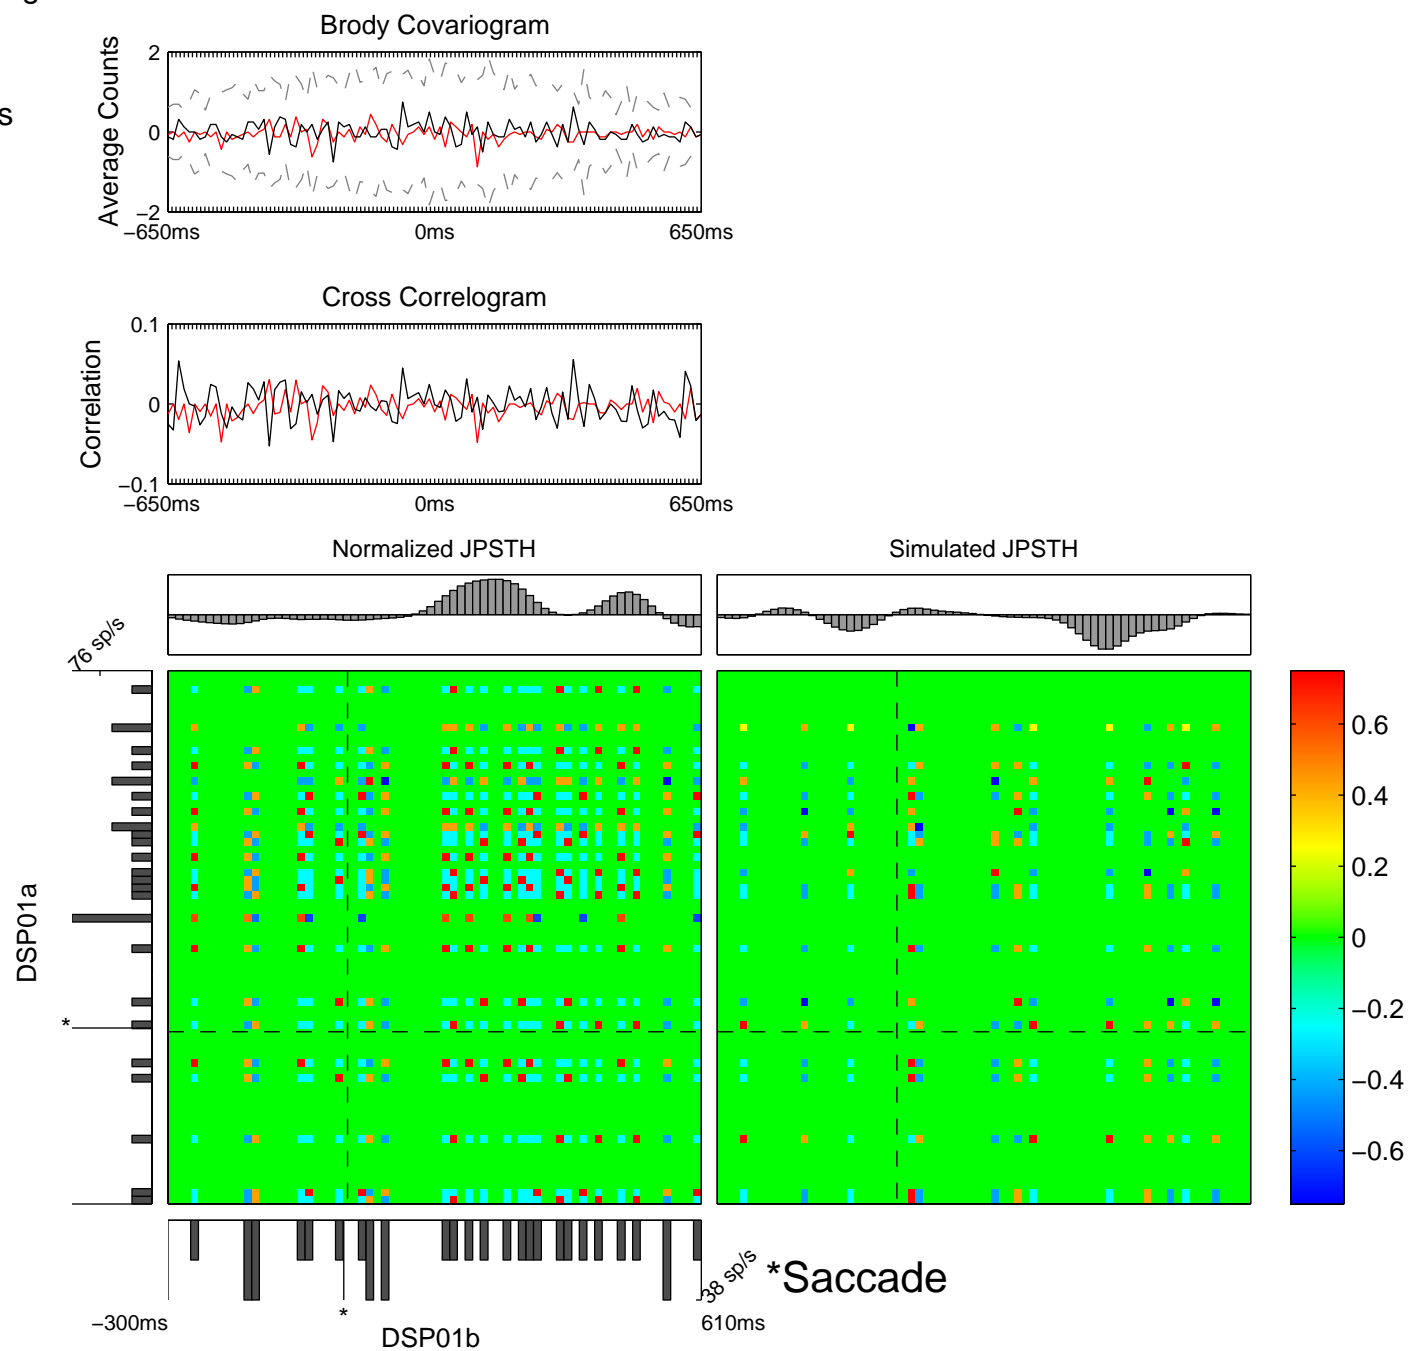 g
Brody Covariogram
s
Average Counts
2
0
−2
−650ms 0ms 650ms
Cross Correlogram
Correlation
0.1
0
−0.1
−650ms 0ms 650ms
Normalized JPSTH Simulated JPSTH
76 sp/s
DSP01a
*
0.6
0.4
0.2
0
−0.2
−0.4
−0.6
38 sp/s
*Saccade
*
−300ms 610ms
DSP01b